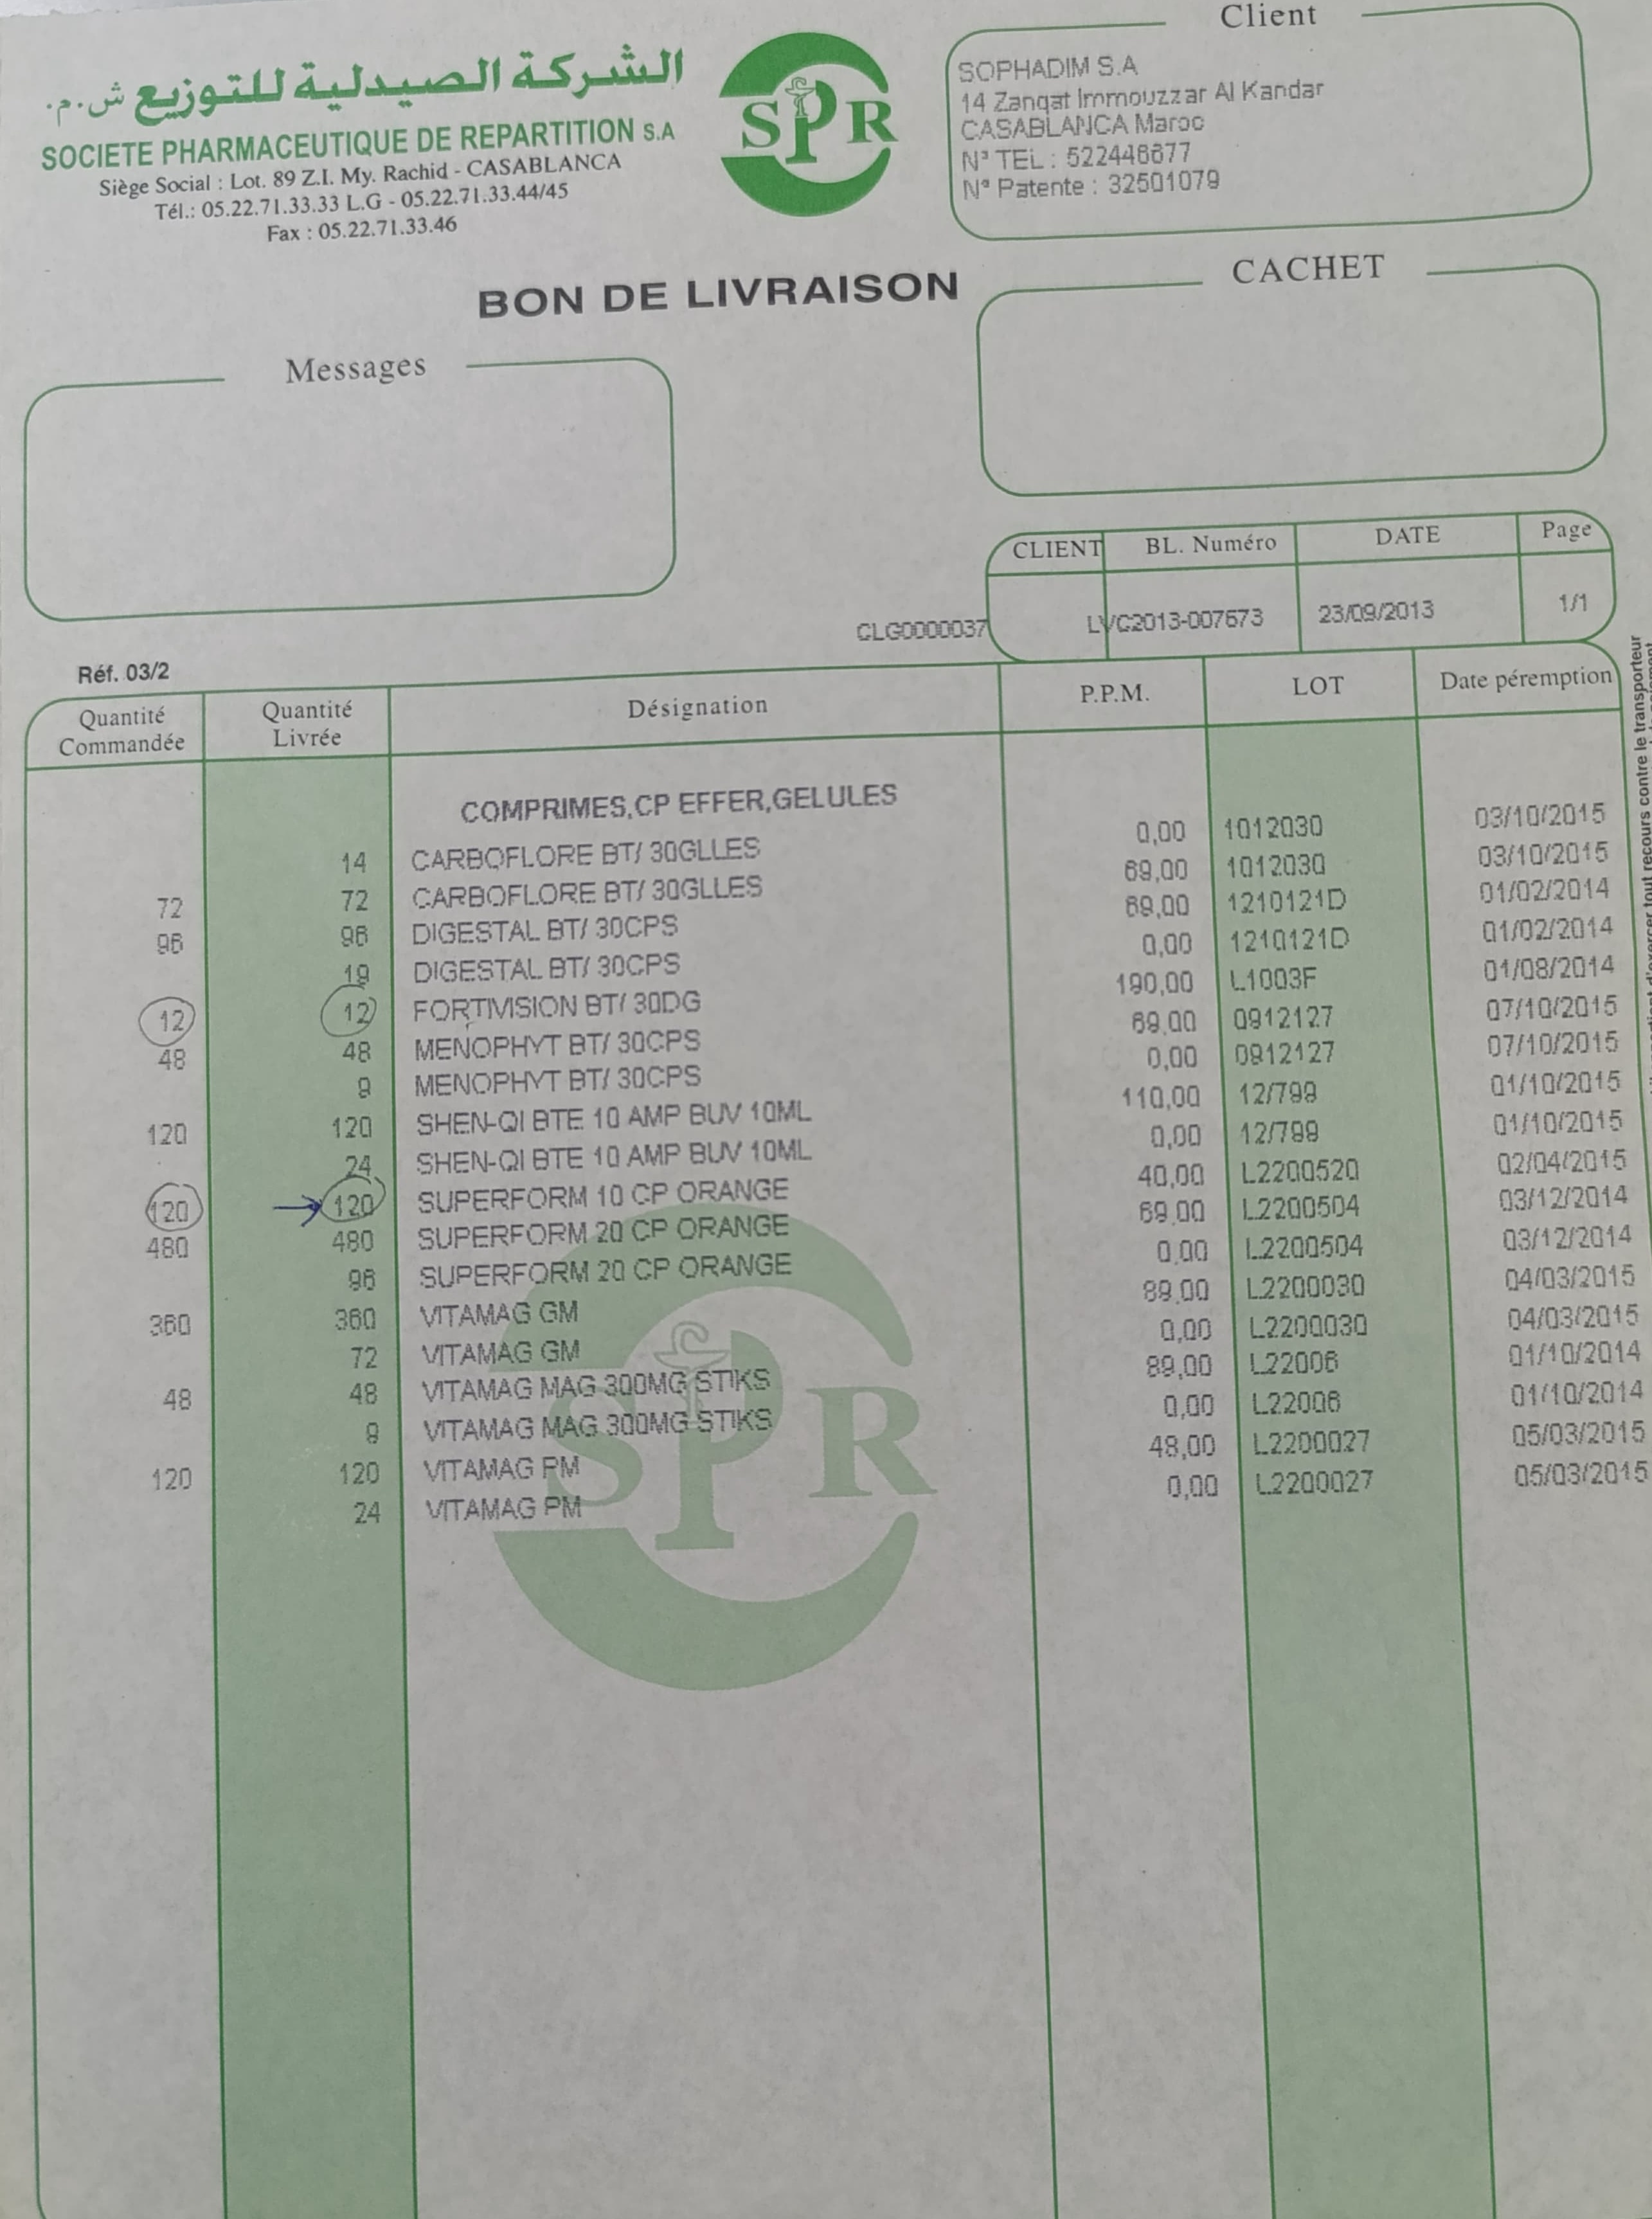 الشركة الصيدلية للتوزيع ش.م.
SOCIETE PHARMACEUTIQUE DE REPARTITION S.A
Siège Social : Lot. 89 Z.I. My. Rachid - CASABLANCA
Tél.: 05.22.71.33.33 L.G - 05.22.71.33.44/45
Fax : 05.22.71.33.46
SPR
Client
SOPHADIM S.A
14 Zanqat Immouzzar Al Kandar
CASABLANCA Maroc
N° TEL : 522446677
N° Patente : 32501079
BON DE LIVRAISON
CACHET
Messages
CLIENT BL. Numéro DATE Page
CLG0000037 LVC2013-007673 23/09/2013 1/1
Réf. 03/2
Quantité Commandée Quantité Livrée Désignation P.P.M. LOT Date péremption
COMPRIMES,CP EFFER,GELULES
14 CARBOFLORE BT/ 30GLLES 0,00 1012030 03/10/2015
72 72 CARBOFLORE BT/ 30GLLES 69,00 1012030 03/10/2015
96 96 DIGESTAL BT/ 30CPS 69,00 1210121D 01/02/2014
19 DIGESTAL BT/ 30CPS 0,00 1210121D 01/02/2014
12 12 FORTIVISION BT/ 30DG 190,00 L1003F 01/08/2014
48 48 MENOPHYT BT/ 30CPS 69,00 0912127 07/10/2015
9 MENOPHYT BT/ 30CPS 0,00 0912127 07/10/2015
120 120 SHEN-QI BTE 10 AMP BUV 10ML 110,00 12/799 01/10/2015
24 SHEN-QI BTE 10 AMP BUV 10ML 0,00 12/799 01/10/2015
120 → 120 SUPERFORM 10 CP ORANGE 40,00 L2200520 02/04/2015
480 480 SUPERFORM 20 CP ORANGE 69,00 L2200504 03/12/2014
96 SUPERFORM 20 CP ORANGE 0,00 L2200504 03/12/2014
360 360 VITAMAG GM 89,00 L2200030 04/03/2015
72 VITAMAG GM 0,00 L2200030 04/03/2015
48 48 VITAMAG MAG 300MG STIKS 89,00 L22006 01/10/2014
9 VITAMAG MAG 300MG STIKS 0,00 L22006 01/10/2014
120 120 VITAMAG PM 48,00 L2200027 05/03/2015
24 VITAMAG PM 0,00 L2200027 05/03/2015
SPR
tout recours contre le transporteur